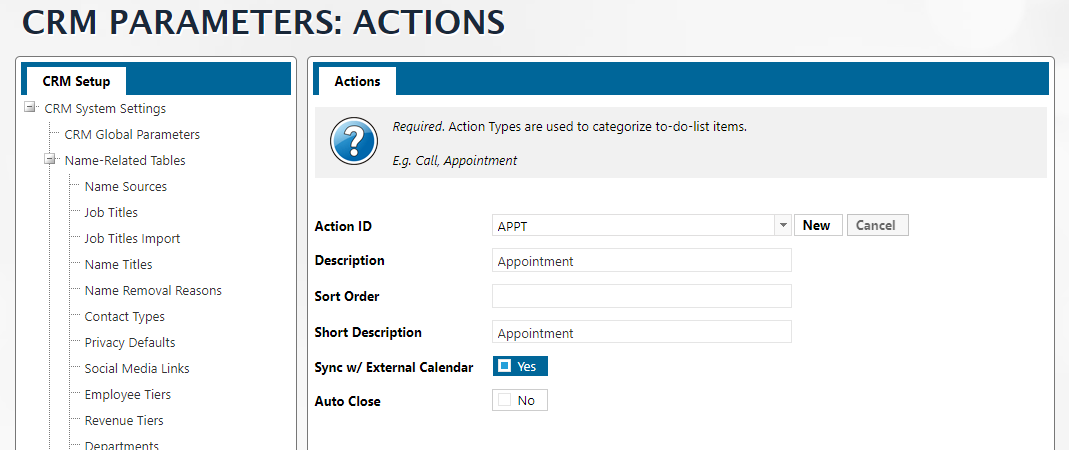 CRM PARAMETERS: ACTIONS
CRM Setup
CRM System Settings
CRM Global Parameters
Name-Related Tables
Name Sources
Job Titles
Job Titles Import
Name Titles
Name Removal Reasons
Contact Types
Privacy Defaults
Social Media Links
Employee Tiers
Revenue Tiers
Departments
Actions
Required. Action Types are used to categorize to-do-list items.
E.g. Call, Appointment
Action ID APPT New Cancel
Description Appointment
Sort Order
Short Description Appointment
Sync w/ External Calendar Yes
Auto Close No